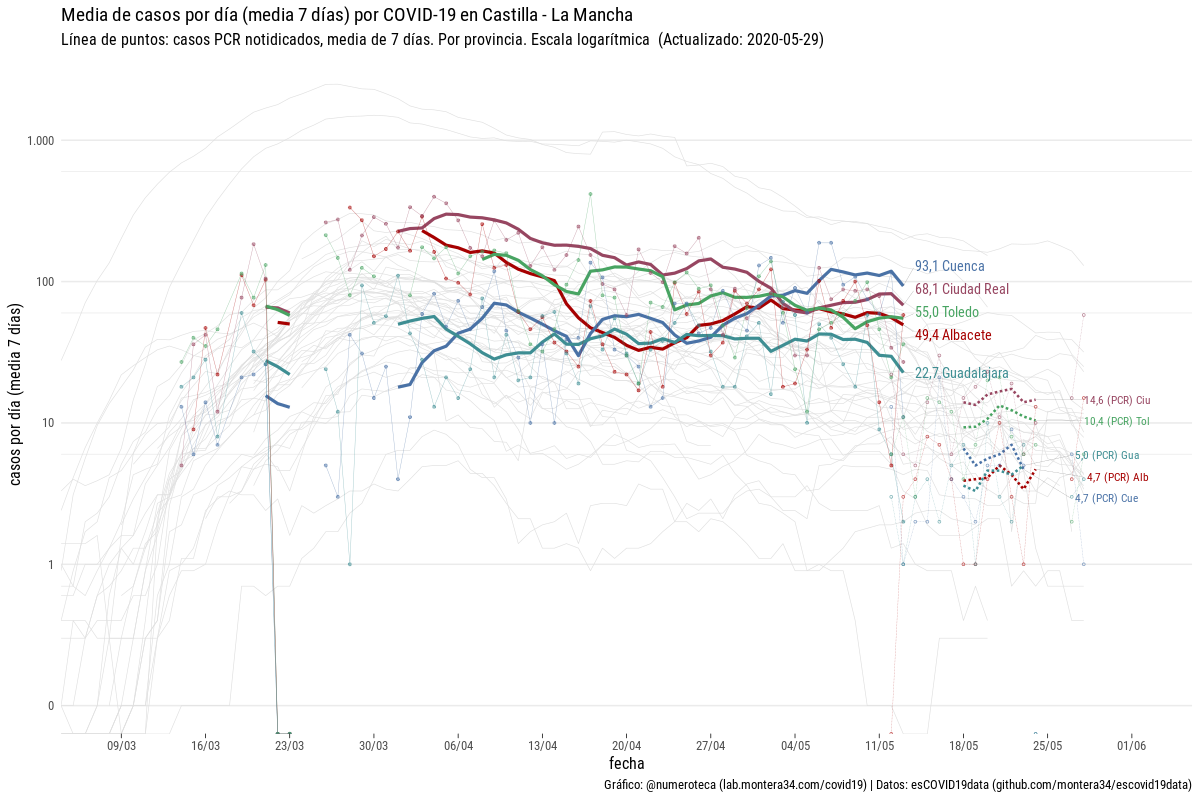 Media de casos por día (media 7 días) por COVID-19 en Castilla - La Mancha
Línea de puntos: casos PCR notidicados, media de 7 días. Por provincia. Escala logarítmica  (Actualizado: 2020-05-29)
casos por día (media 7 días)
1.000
100
10
1
0
93,1 Cuenca
68,1 Ciudad Real
55,0 Toledo
49,4 Albacete
22,7 Guadalajara
14,6 (PCR) Ciu
10,4 (PCR) Tol
5,0 (PCR) Gua
4,7 (PCR) Alb
4,7 (PCR) Cue
09/03 16/03 23/03 30/03 06/04 13/04 20/04 27/04 04/05 11/05 18/05 25/05 01/06
fecha
Gráfico: @numeroteca (lab.montera34.com/covid19) | Datos: esCOVID19data (github.com/montera34/escovid19data)